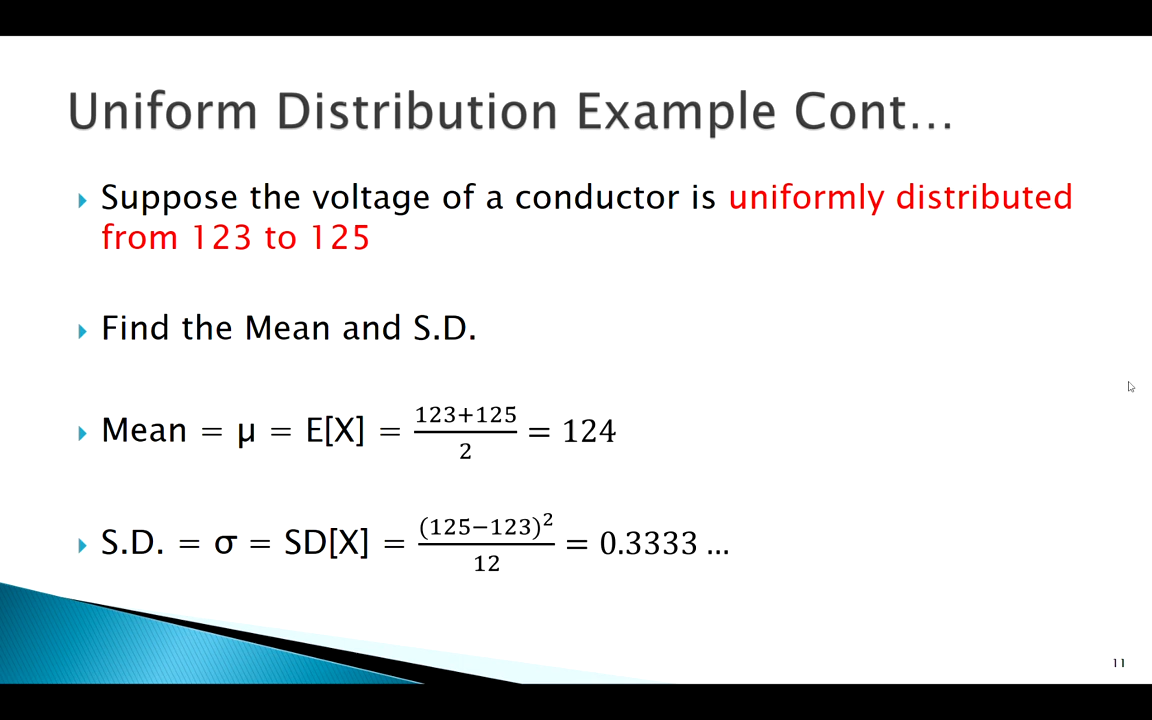 Uniform Distribution Example Cont...
Suppose the voltage of a conductor is uniformly distributed
from 123 to 125
Find the Mean and S.D.
Mean = μ = E[X] = (123+125)/2 = 124
S.D. = σ = SD[X] = (125−123)²/12 = 0.3333 ...
11